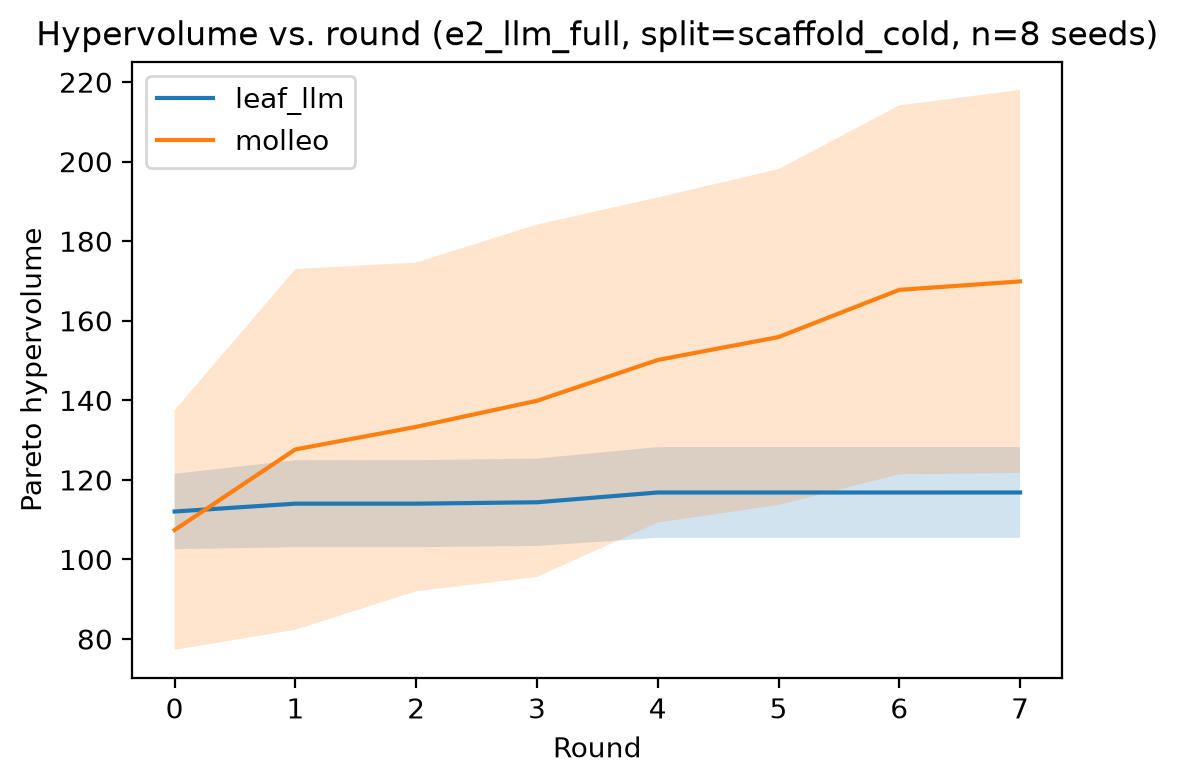 Hypervolume vs. round (e2_llm_full, split=scaffold_cold, n=8 seeds)
leaf_llm
molleo
220
200
180
160
140
120
100
80
Pareto hypervolume
0 1 2 3 4 5 6 7
Round